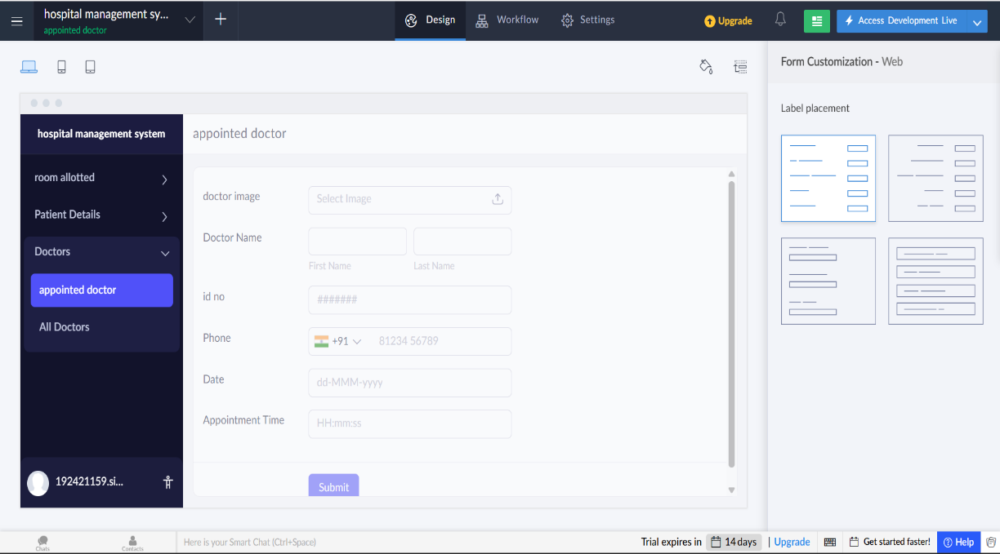 hospital management sy...
appointed doctor
Design
Workflow
Settings
Upgrade
Access Development Live
Form Customization - Web
Label placement
hospital management system
appointed doctor
room allotted
Patient Details
Doctors
appointed doctor
All Doctors
192421159.si...
doctor image
Select Image
Doctor Name
First Name
Last Name
id no
#######
Phone
+91
81234 56789
Date
dd-MMM-yyyy
Appointment Time
HH:mm:ss
Submit
Chats
Contacts
Here is your Smart Chat (Ctrl+Space)
Trial expires in 14 days
Upgrade
Get started faster!
Help